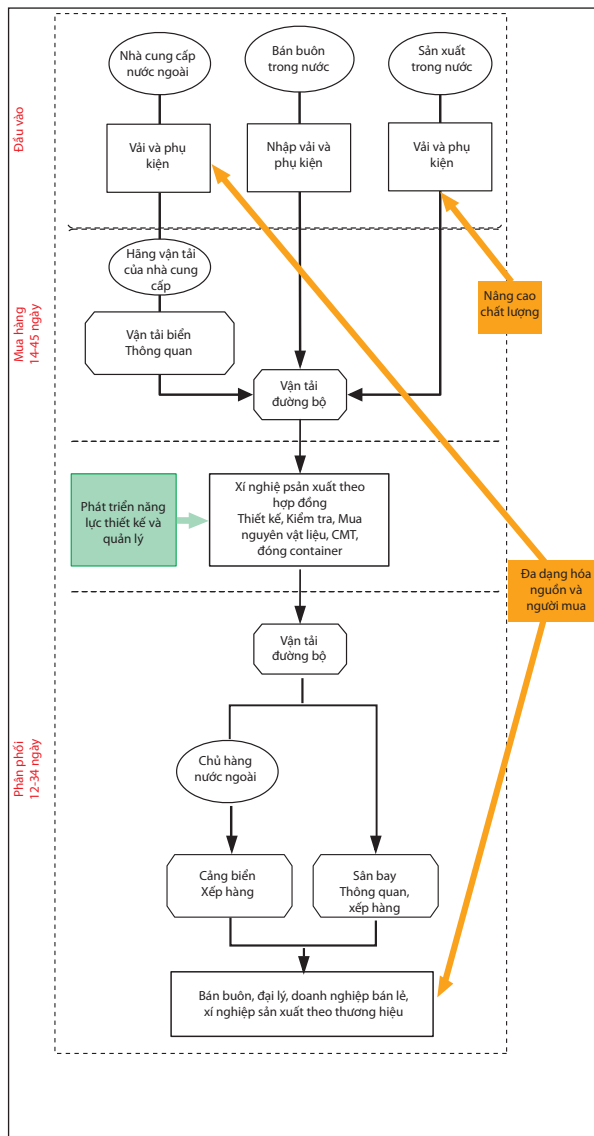 Nhà cung cấp
nước ngoài
Bán buôn
trong nước
Sản xuất
trong nước
Đầu vào
Vải và phụ
kiện
Nhập vải và
phụ kiện
Vải và phụ
kiện
Hãng vận tải
của nhà cung
cấp
Nâng cao
chất lượng
Mua hàng
14-45 ngày
Vận tải biển
Thông quan
Vận tải
đường bộ
Phát triển năng
lực thiết kế và
quản lý
Xí nghiệ psản xuất theo
hợp đồng
Thiết kế, Kiểm tra, Mua
nguyên vật liệu, CMT,
đóng container
Đa dạng hóa
nguồn và
người mua
Vận tải
đường bộ
Phân phối
12-34 ngày
Chủ hàng
nước ngoài
Cảng biển
Xếp hàng
Sân bay
Thông quan,
xếp hàng
Bán buôn, đại lý, doanh nghiệp bán lẻ,
xí nghiệp sản xuất theo thương hiệu